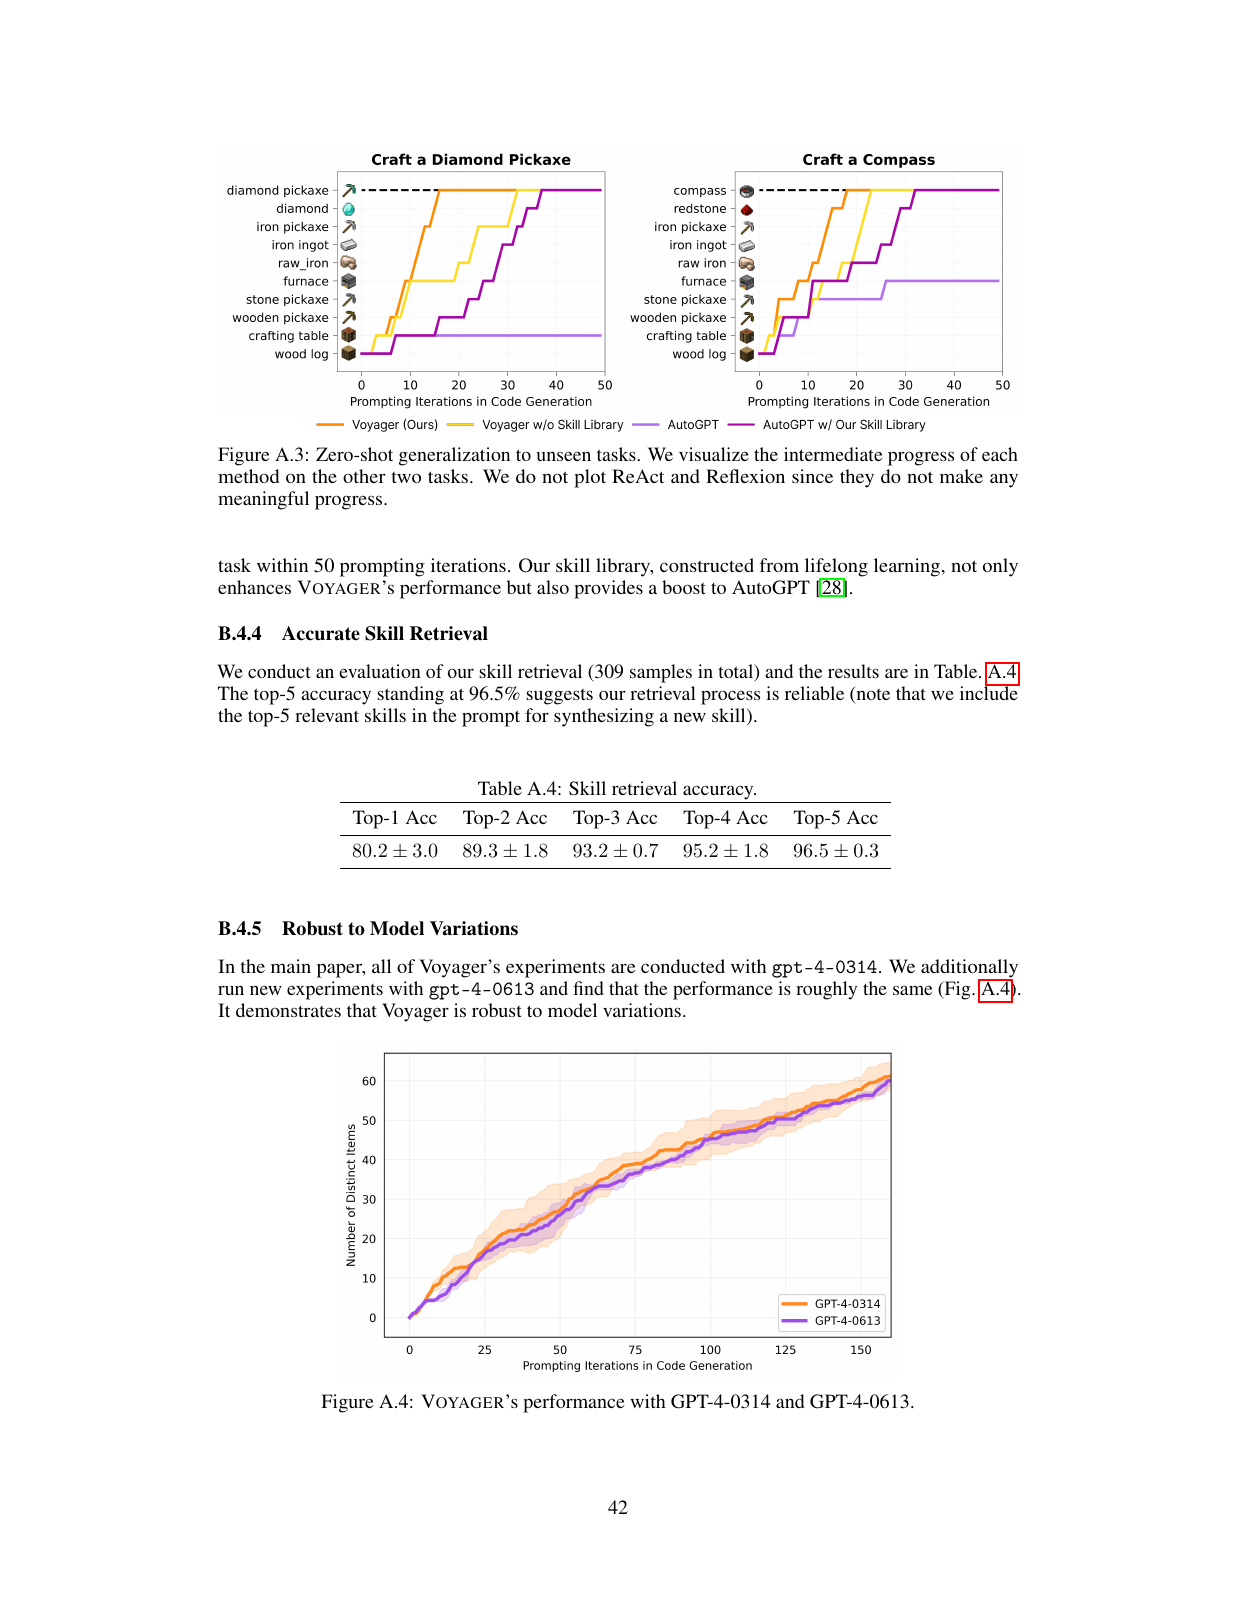 Craft a Diamond Pickaxe
diamond pickaxe
diamond
iron pickaxe
iron ingot
raw_iron
furnace
stone pickaxe
wooden pickaxe
crafting table
wood log
0 10 20 30 40 50
Prompting Iterations in Code Generation
Craft a Compass
compass
redstone
iron pickaxe
iron ingot
raw iron
furnace
stone pickaxe
wooden pickaxe
crafting table
wood log
0 10 20 30 40 50
Prompting Iterations in Code Generation
Voyager (Ours) Voyager w/o Skill Library AutoGPT AutoGPT w/ Our Skill Library
Figure A.3: Zero-shot generalization to unseen tasks. We visualize the intermediate progress of each
method on the other two tasks. We do not plot ReAct and Reflexion since they do not make any
meaningful progress.
task within 50 prompting iterations. Our skill library, constructed from lifelong learning, not only
enhances VOYAGER's performance but also provides a boost to AutoGPT [28].
B.4.4 Accurate Skill Retrieval
We conduct an evaluation of our skill retrieval (309 samples in total) and the results are in Table. A.4
The top-5 accuracy standing at 96.5% suggests our retrieval process is reliable (note that we include
the top-5 relevant skills in the prompt for synthesizing a new skill).
Table A.4: Skill retrieval accuracy.
Top-1 Acc Top-2 Acc Top-3 Acc Top-4 Acc Top-5 Acc
80.2 ± 3.0 89.3 ± 1.8 93.2 ± 0.7 95.2 ± 1.8 96.5 ± 0.3
B.4.5 Robust to Model Variations
In the main paper, all of Voyager's experiments are conducted with gpt-4-0314. We additionally
run new experiments with gpt-4-0613 and find that the performance is roughly the same (Fig. A.4).
It demonstrates that Voyager is robust to model variations.
Number of Distinct Items
60
50
40
30
20
10
0
GPT-4-0314
GPT-4-0613
0 25 50 75 100 125 150
Prompting Iterations in Code Generation
Figure A.4: VOYAGER's performance with GPT-4-0314 and GPT-4-0613.
42